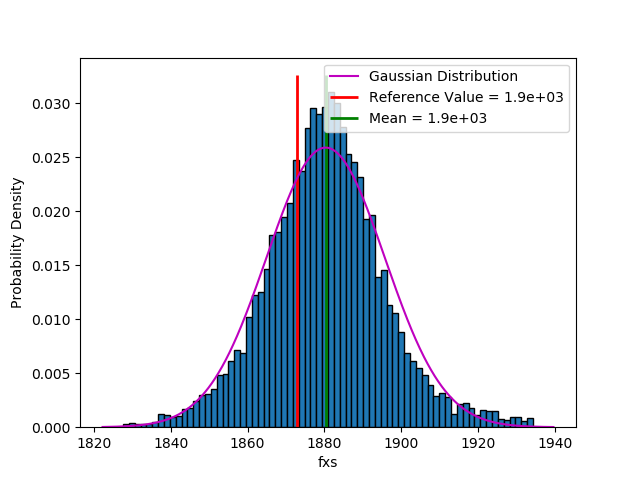 Gaussian Distribution
Reference Value = 1.9e+03
Mean = 1.9e+03
0.030
0.025
0.020
0.015
0.010
0.005
0.000
Probability Density
1820 1840 1860 1880 1900 1920 1940
fxs